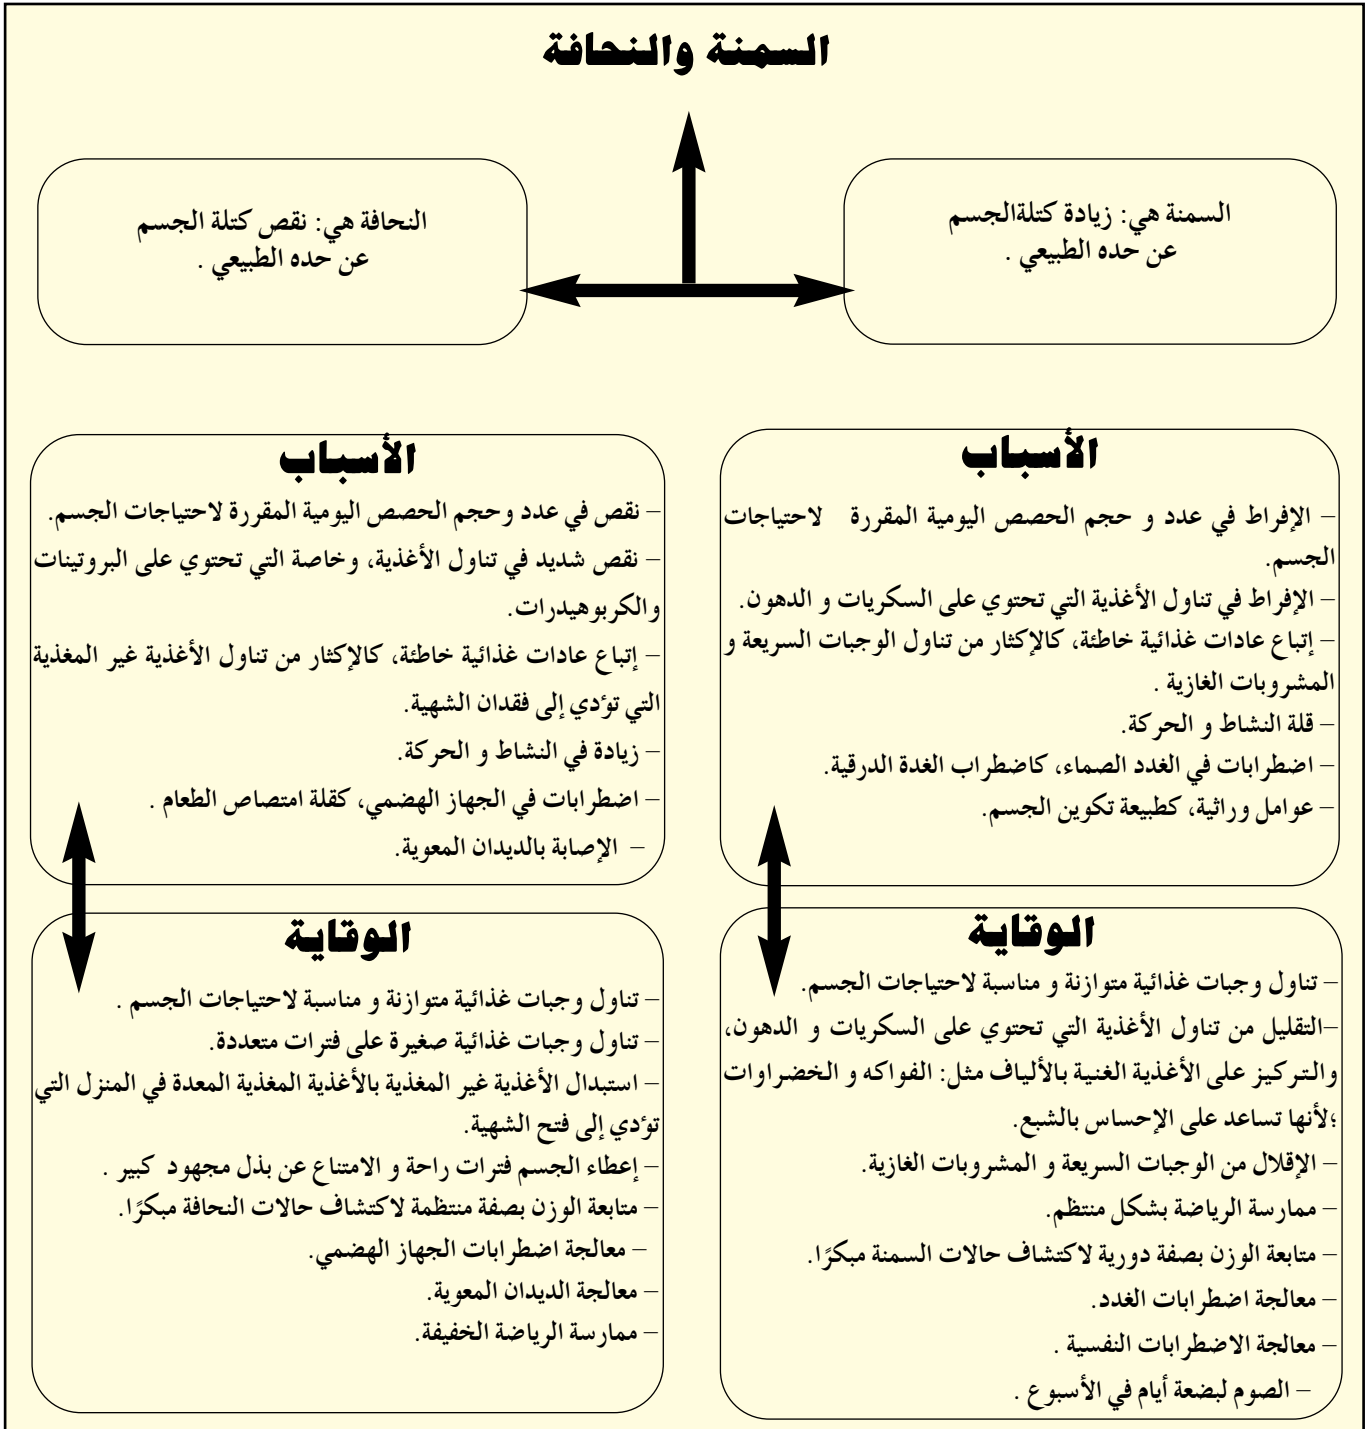 السمنة والنحافة
السمنة هي: زيادة كتلةالجسم
عن حده الطبيعي .
النحافة هي: نقص كتلة الجسم
عن حده الطبيعي .
الأسباب
– الإفراط في عدد و حجم الحصص اليومية المقررة لاحتياجات
الجسم.
– الإفراط في تناول الأغذية التي تحتوي على السكريات و الدهون.
– إتباع عادات غذائية خاطئة، كالإكثار من تناول الوجبات السريعة و
المشروبات الغازية .
– قلة النشاط و الحركة.
– اضطرابات في الغدد الصماء، كاضطراب الغدة الدرقية.
– عوامل وراثية، كطبيعة تكوين الجسم.
الأسباب
– نقص في عدد وحجم الحصص اليومية المقررة لاحتياجات الجسم.
– نقص شديد في تناول الأغذية، وخاصة التي تحتوي على البروتينات
والكربوهيدرات.
– إتباع عادات غذائية خاطئة، كالإكثار من تناول الأغذية غير المغذية
التي تؤدي إلى فقدان الشهية.
– زيادة في النشاط و الحركة.
– اضطرابات في الجهاز الهضمي، كقلة امتصاص الطعام .
– الإصابة بالديدان المعوية.
الوقاية
– تناول وجبات غذائية متوازنة و مناسبة لاحتياجات الجسم.
–التقليل من تناول الأغذية التي تحتوي على السكريات و الدهون،
والتركيز على الأغذية الغنية بالألياف مثل: الفواكه و الخضراوات
؛لأنها تساعد على الإحساس بالشبع.
– الإقلال من الوجبات السريعة و المشروبات الغازية.
– ممارسة الرياضة بشكل منتظم.
– متابعة الوزن بصفة دورية لاكتشاف حالات السمنة مبكرًا.
– معالجة اضطرابات الغدد.
– معالجة الاضطرابات النفسية .
– الصوم لبضعة أيام في الأسبوع .
الوقاية
– تناول وجبات غذائية متوازنة و مناسبة لاحتياجات الجسم .
– تناول وجبات غذائية صغيرة على فترات متعددة.
– استبدال الأغذية غير المغذية بالأغذية المغذية المعدة في المنزل التي
تؤدي إلى فتح الشهية.
– إعطاء الجسم فترات راحة و الامتناع عن بذل مجهود كبير .
– متابعة الوزن بصفة منتظمة لاكتشاف حالات النحافة مبكرًا.
– معالجة اضطرابات الجهاز الهضمي.
– معالجة الديدان المعوية.
– ممارسة الرياضة الخفيفة.